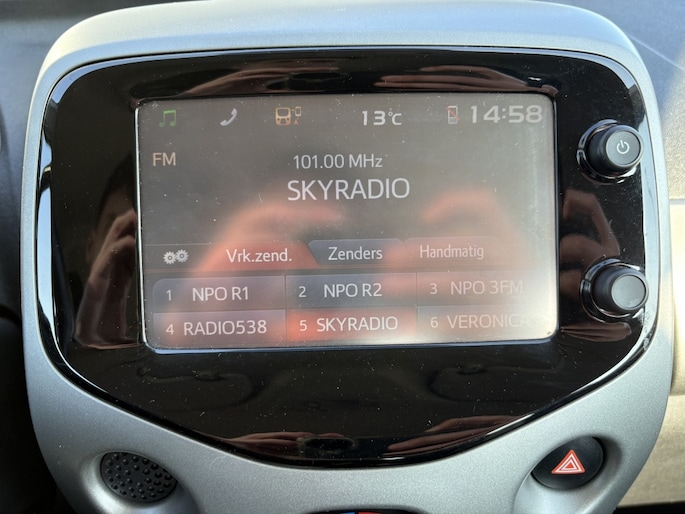 13°C
14:58
FM
101.00 MHz
SKYRADIO
Vrk.zend.
Zenders
Handmatig
1 NPO R1
2 NPO R2
3 NPO 3FM
4 RADIO538
5 SKYRADIO
6 VERONICA